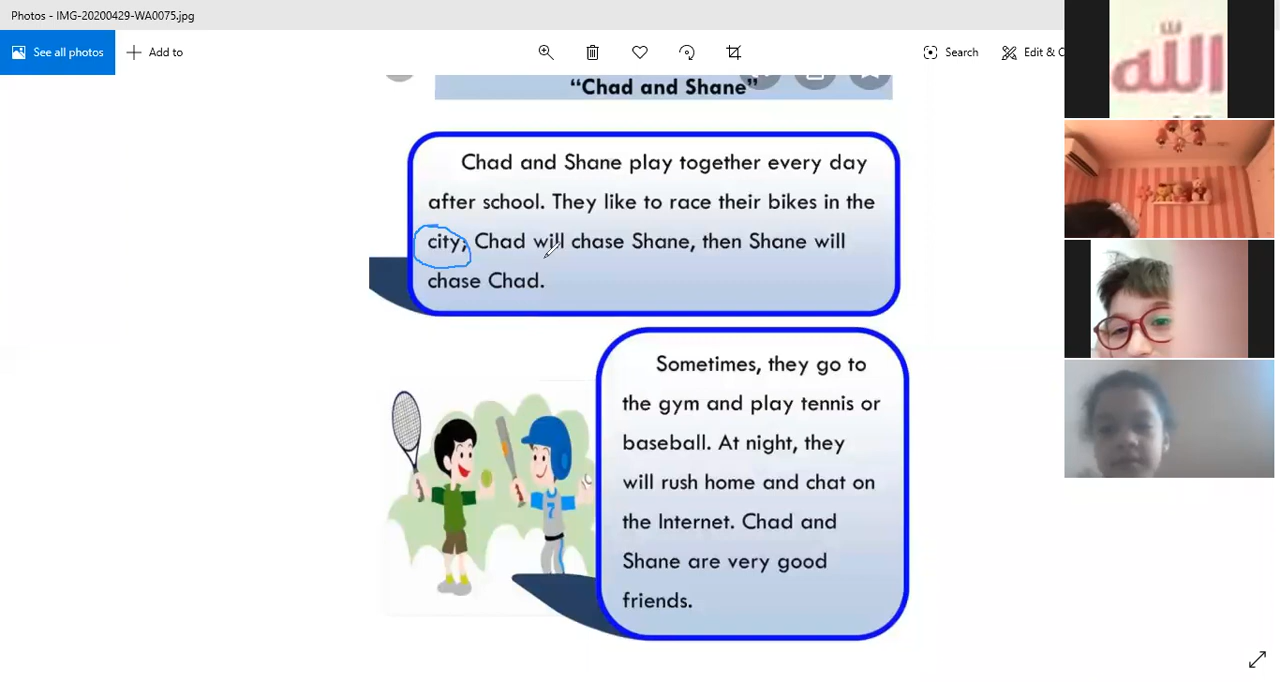 Photos - IMG-20200429-WA0075.jpg
See all photos
Add to
Search
Edit & C
“Chad and Shane”
Chad and Shane play together every day
after school. They like to race their bikes in the
city; Chad will chase Shane, then Shane will
chase Chad.
Sometimes, they go to
the gym and play tennis or
baseball. At night, they
will rush home and chat on
the Internet. Chad and
Shane are very good
friends.
7
الله